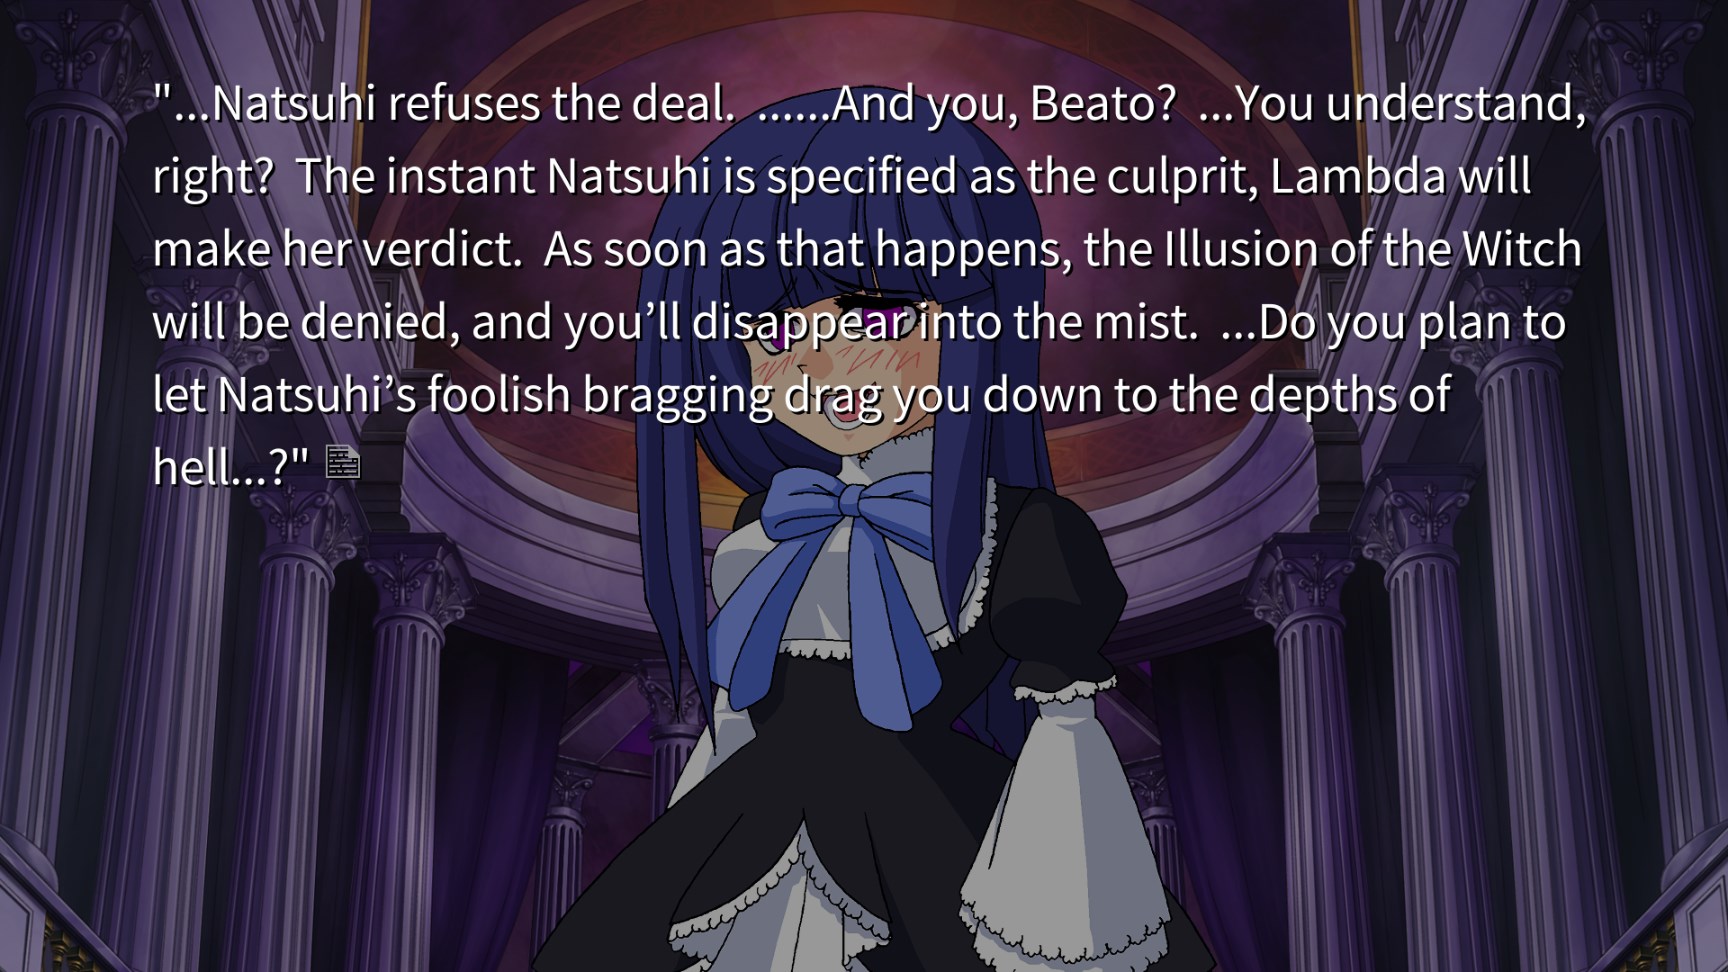 "...Natsuhi refuses the deal.  ......And you, Beato?  ...You understand,
right?  The instant Natsuhi is specified as the culprit, Lambda will
make her verdict.  As soon as that happens, the Illusion of the Witch
will be denied, and you’ll disappear into the mist.  ...Do you plan to
let Natsuhi’s foolish bragging drag you down to the depths of
hell...?"